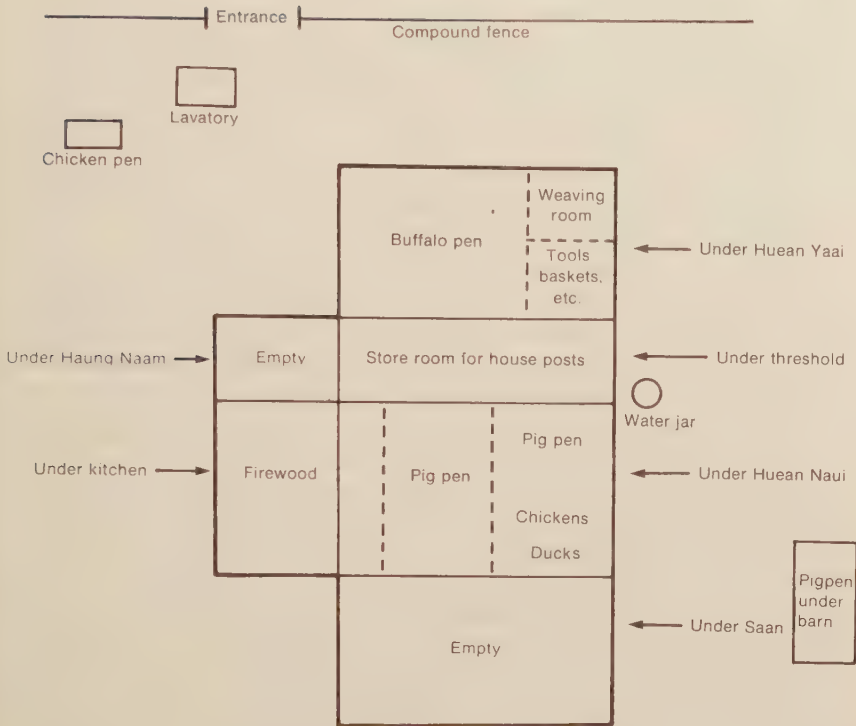 Entrance
Compound fence
Lavatory
Chicken pen
Weaving
room
Buffalo pen
Tools
baskets,
etc.
Under Huean Yaai
Under Haung Naam
Empty
Store room for house posts
Under threshold
Water jar
Pig pen
Under kitchen
Firewood
Pig pen
Under Huean Naui
Chickens
Ducks
Pigpen
under
barn
Under Saan
Empty